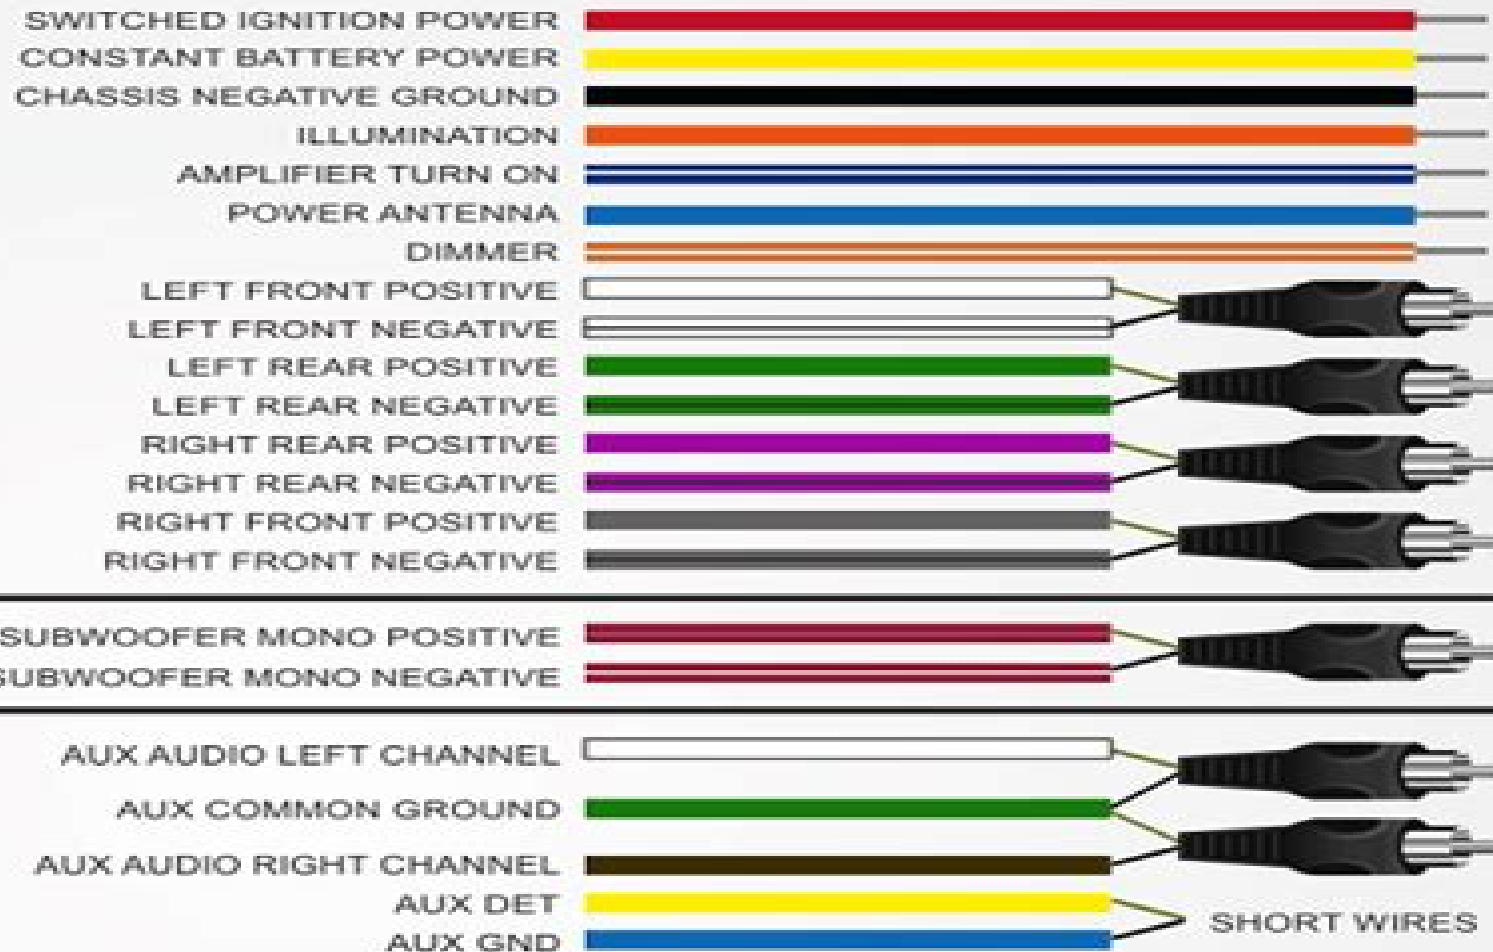 SWITCHED IGNITION POWER
CONSTANT BATTERY POWER
CHASSIS NEGATIVE GROUND
ILLUMINATION
AMPLIFIER TURN ON
POWER ANTENNA
DIMMER
LEFT FRONT POSITIVE
LEFT FRONT NEGATIVE
LEFT REAR POSITIVE
LEFT REAR NEGATIVE
RIGHT REAR POSITIVE
RIGHT REAR NEGATIVE
RIGHT FRONT POSITIVE
RIGHT FRONT NEGATIVE
SUBWOOFER MONO POSITIVE
SUBWOOFER MONO NEGATIVE
AUX AUDIO LEFT CHANNEL
AUX COMMON GROUND
AUX AUDIO RIGHT CHANNEL
AUX DET
SHORT WIRES
AUX GND